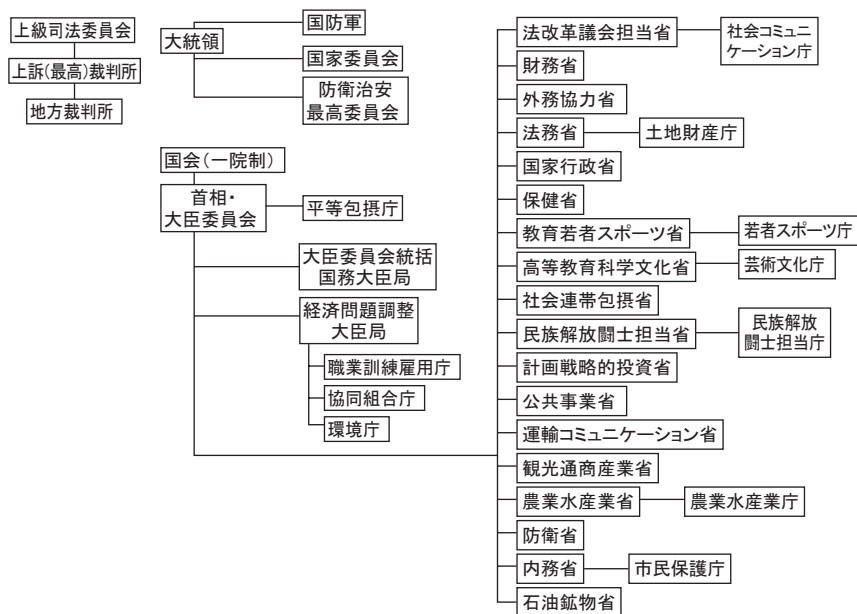 上級司法委員会
上訴(最高)裁判所
地方裁判所
大統領
国防軍
国家委員会
防衛治安
最高委員会
国会(一院制)
首相・
大臣委員会
平等包摂庁
大臣委員会統括
国務大臣局
経済問題調整
大臣局
職業訓練雇用庁
協同組合庁
環境庁
法改革議会担当省
社会コミュニ
ケーション庁
財務省
外務協力省
法務省
土地財産庁
国家行政省
保健省
教育若者スポーツ省
若者スポーツ庁
高等教育科学文化省
芸術文化庁
社会連帯包摂省
民族解放闘士担当省
民族解放
闘士担当庁
計画戦略的投資省
公共事業省
運輸コミュニケーション省
観光通商産業省
農業水産業省
農業水産業庁
防衛省
内務省
市民保護庁
石油鉱物省